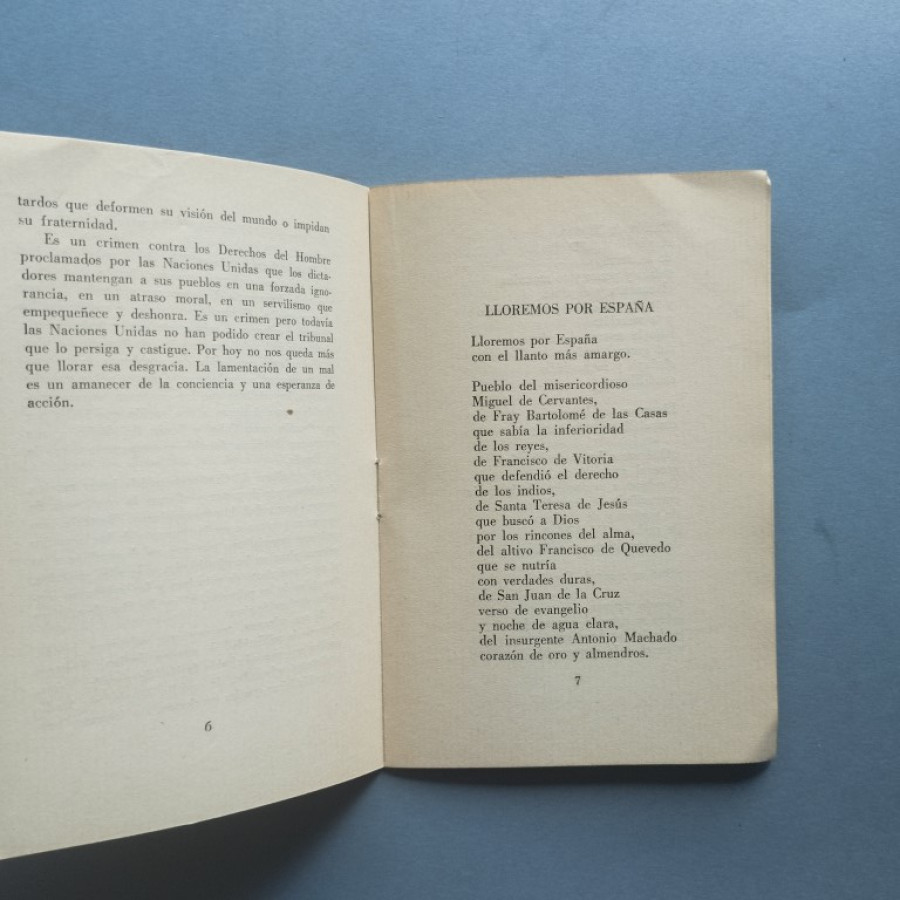 tardos que deformen su visión del mundo o impidan
su fraternidad.
Es un crimen contra los Derechos del Hombre
proclamados por las Naciones Unidas que los dicta-
dores mantengan a sus pueblos en una forzada igno-
rancia, en un atraso moral, en un servilismo que
empequeñece y deshonra. Es un crimen pero todavía
las Naciones Unidas no han podido crear el tribunal
que lo persiga y castigue. Por hoy no nos queda más
que llorar esa desgracia. La lamentación de un mal
es un amanecer de la conciencia y una esperanza de
acción.
6
LLOREMOS POR ESPAÑA
Lloremos por España
con el llanto más amargo.
Pueblo del misericordioso
Miguel de Cervantes,
de Fray Bartolomé de las Casas
que sabía la inferioridad
de los reyes,
de Francisco de Vitoria
que defendió el derecho
de los indios,
de Santa Teresa de Jesús
que buscó a Dios
por los rincones del alma,
del altivo Francisco de Quevedo
que se nutría
con verdades duras,
de San Juan de la Cruz
verso de evangelio
y noche de agua clara,
del insurgente Antonio Machado
corazón de oro y almendros.
7